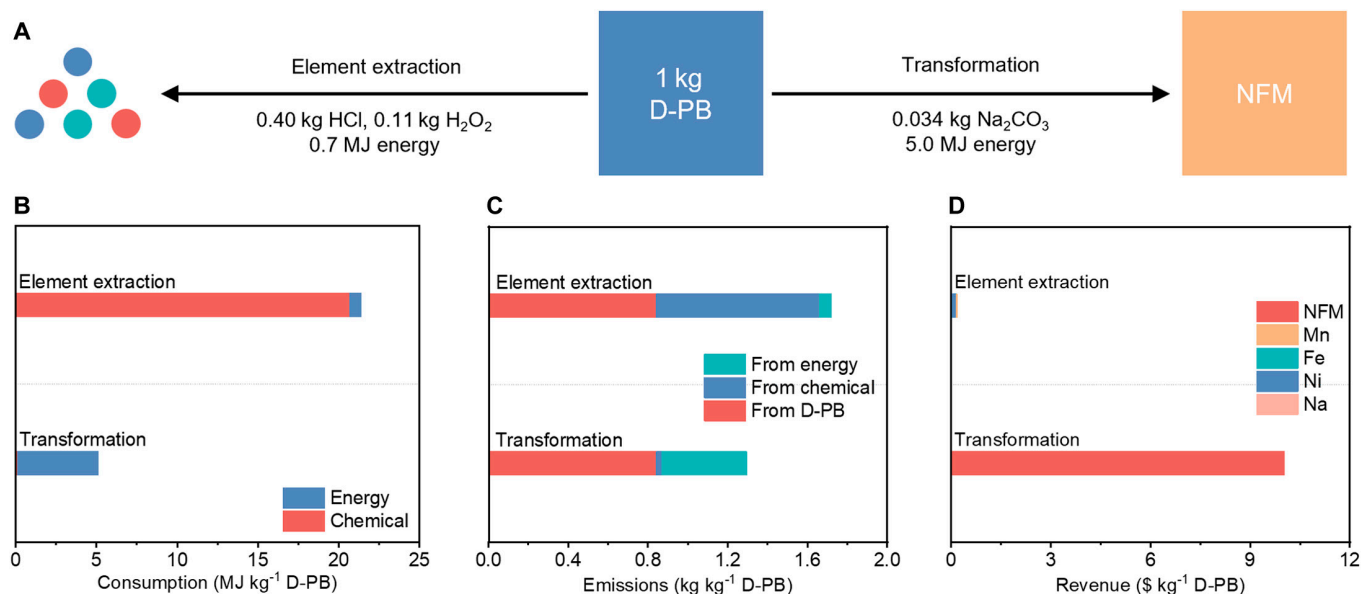 A
Element extraction
0.40 kg HCl, 0.11 kg H₂O₂
0.7 MJ energy
1 kg
D-PB
Transformation
0.034 kg Na₂CO₃
5.0 MJ energy
NFM
B
Element extraction
Transformation
Energy
Chemical
0 5 10 15 20 25
Consumption (MJ kg⁻¹ D-PB)
C
Element extraction
From energy
From chemical
From D-PB
Transformation
0.0 0.4 0.8 1.2 1.6 2.0
Emissions (kg kg⁻¹ D-PB)
D
Element extraction
NFM
Mn
Fe
Ni
Na
Transformation
0 3 6 9 12
Revenue ($ kg⁻¹ D-PB)